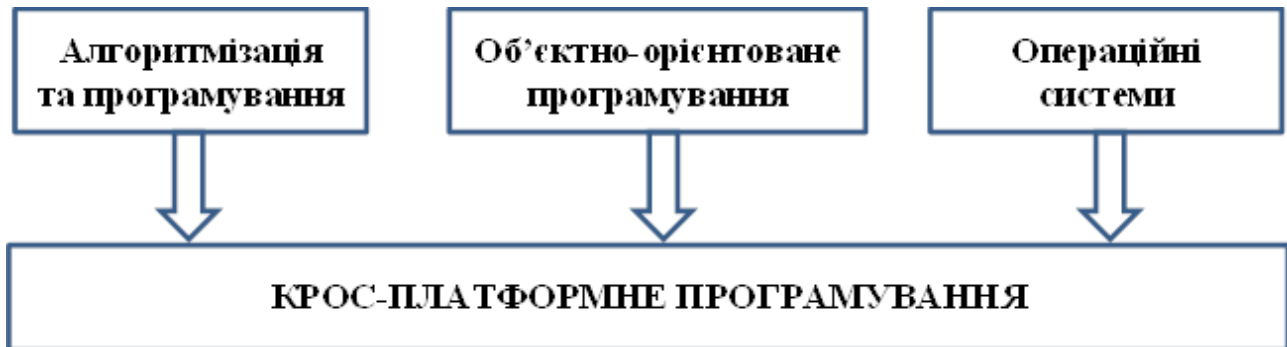 Алгоритмізація
та програмування
Об’єктно-орієнтоване
програмування
Операційні
системи
КРОС-ПЛАТФОРМНЕ ПРОГРАМУВАННЯ